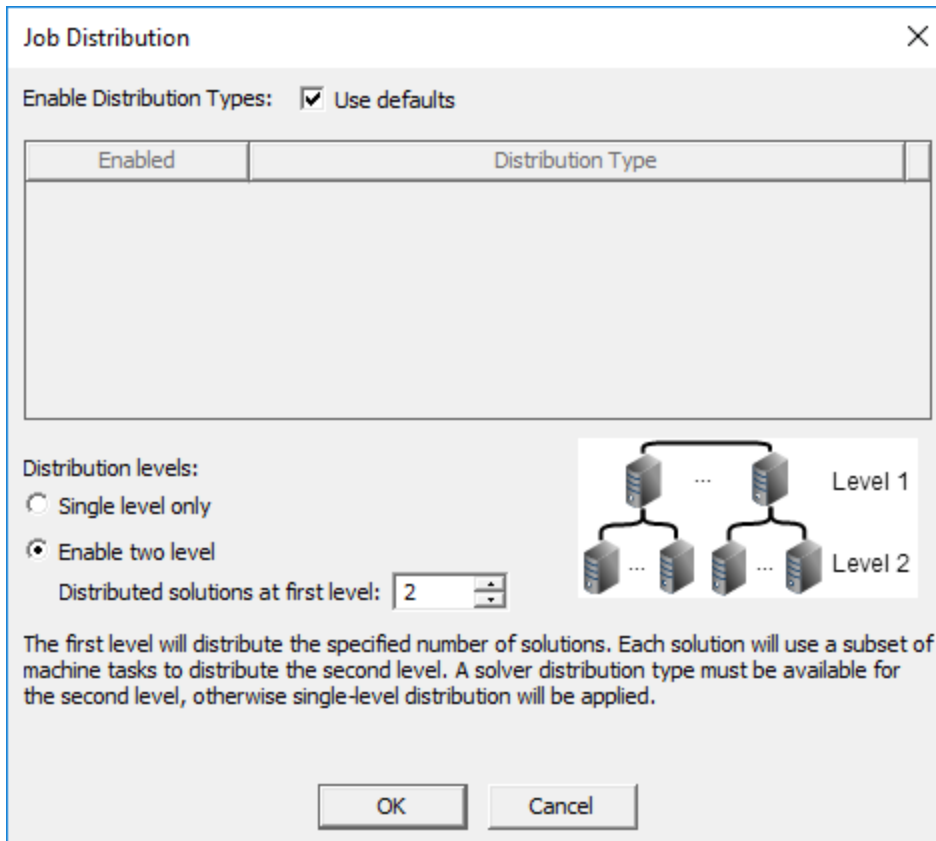 Job Distribution
Enable Distribution Types: Use defaults
Enabled Distribution Type
Distribution levels:
Single level only
Enable two level
Distributed solutions at first level: 2
... Level 1
... ... Level 2
The first level will distribute the specified number of solutions. Each solution will use a subset of
machine tasks to distribute the second level. A solver distribution type must be available for
the second level, otherwise single-level distribution will be applied.
OK Cancel